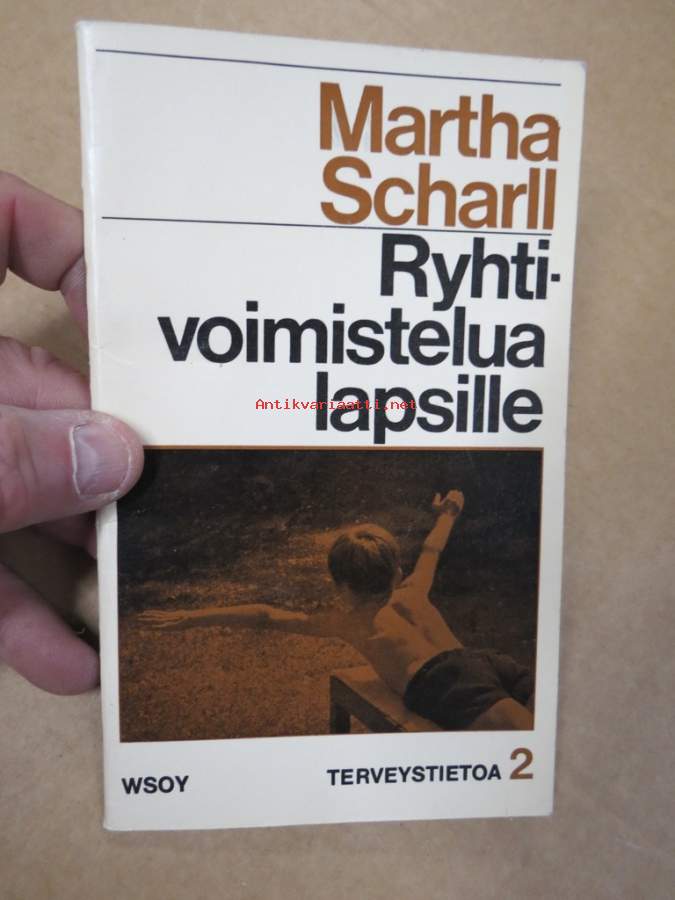 Martha
Scharll
Ryhti-
voimistelua
lapsille
Antikvariaatti.net
WSOY
TERVEYSTIETOA 2